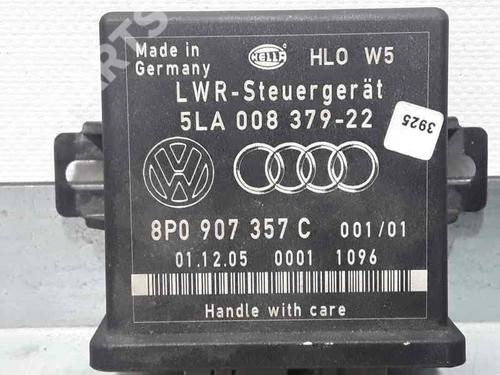 Made in
Germany
HELLA
HLO W5
LWR-Steuergerät
5LA 008 379-22
3925
8P0 907 357 C 001/01
01.12.05 0001 1096
Handle with care
PARTS